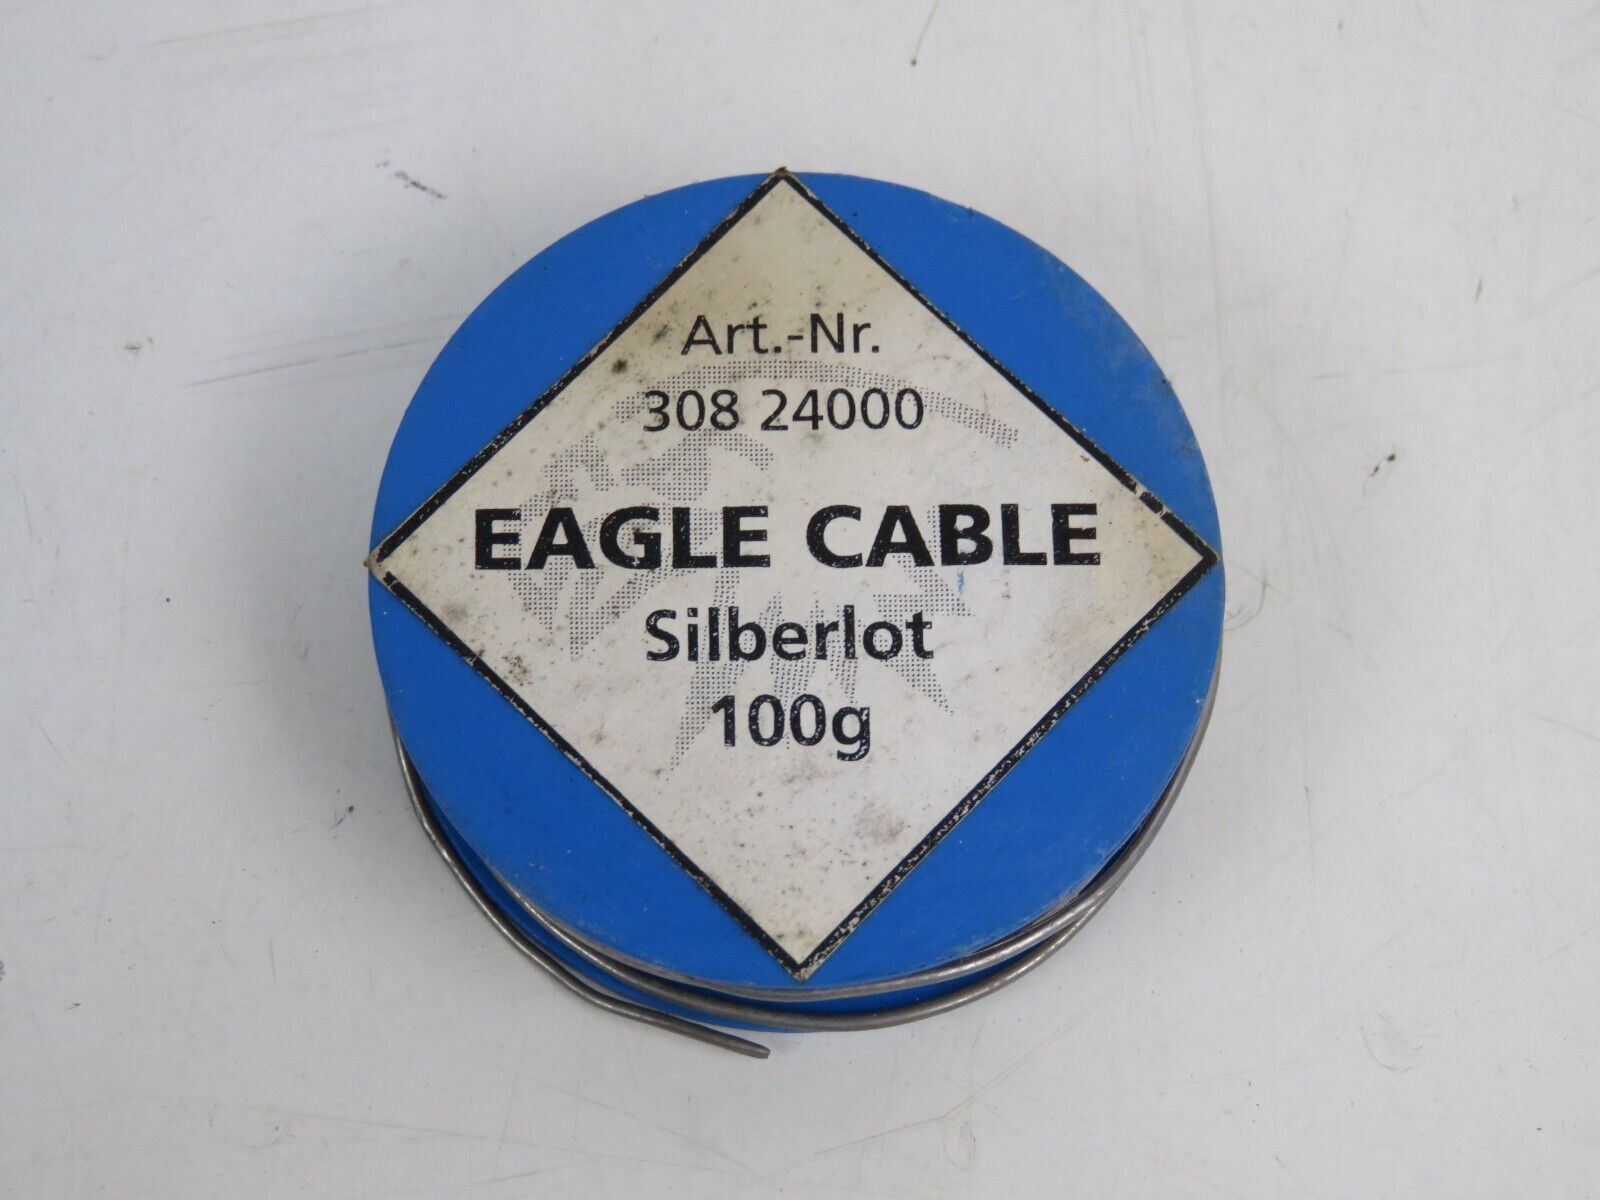 Art.-Nr.
308 24000
EAGLE CABLE
Silberlot
100g